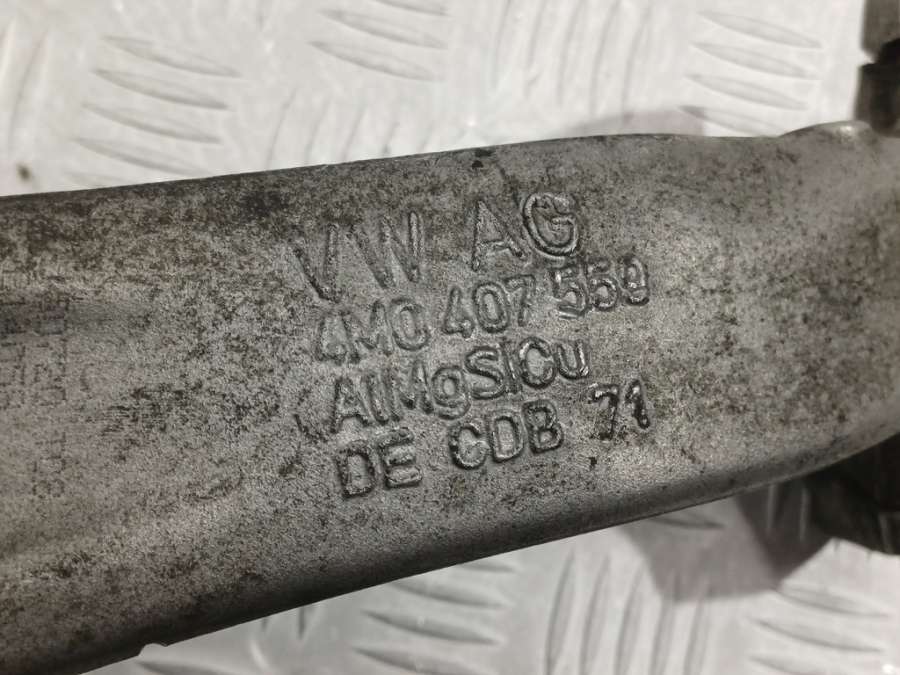 VW AG
4M0 407 559
AlMgSiCu
DE CDB 71